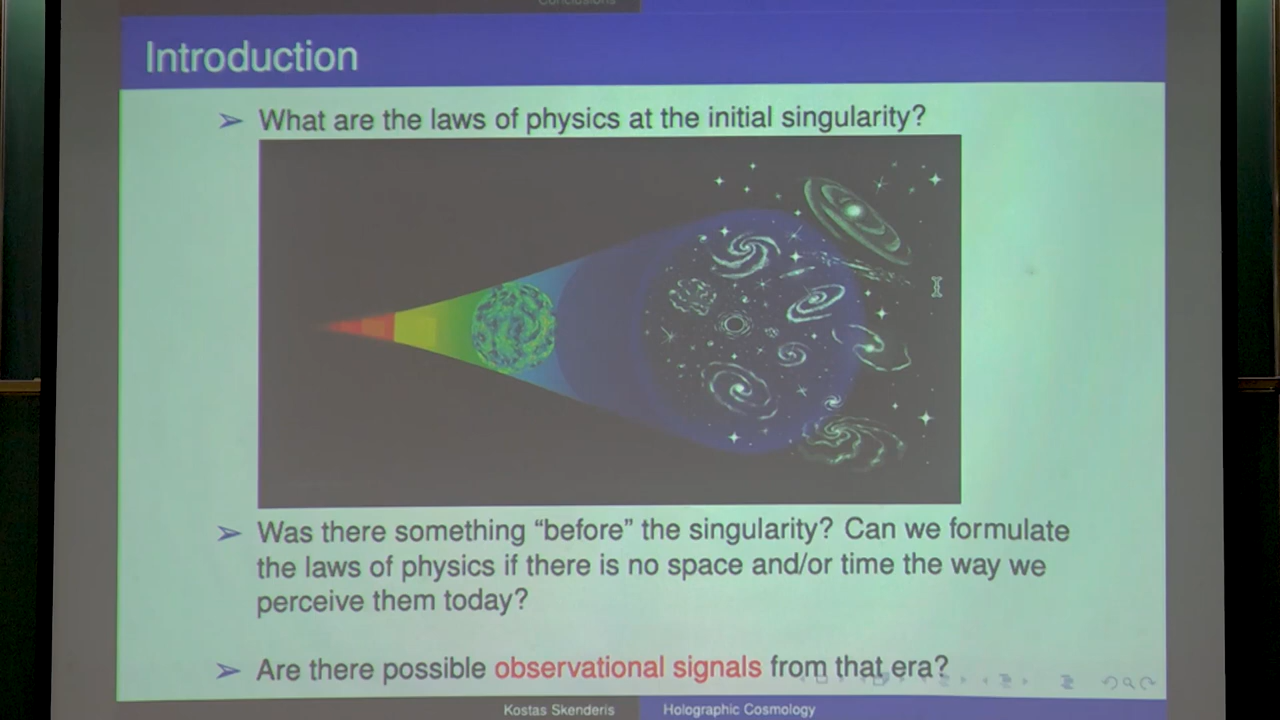 Conclusions
Introduction
➢ What are the laws of physics at the initial singularity?
➢ Was there something “before” the singularity? Can we formulate
the laws of physics if there is no space and/or time the way we
perceive them today?
➢ Are there possible observational signals from that era?
Kostas Skenderis
Holographic Cosmology